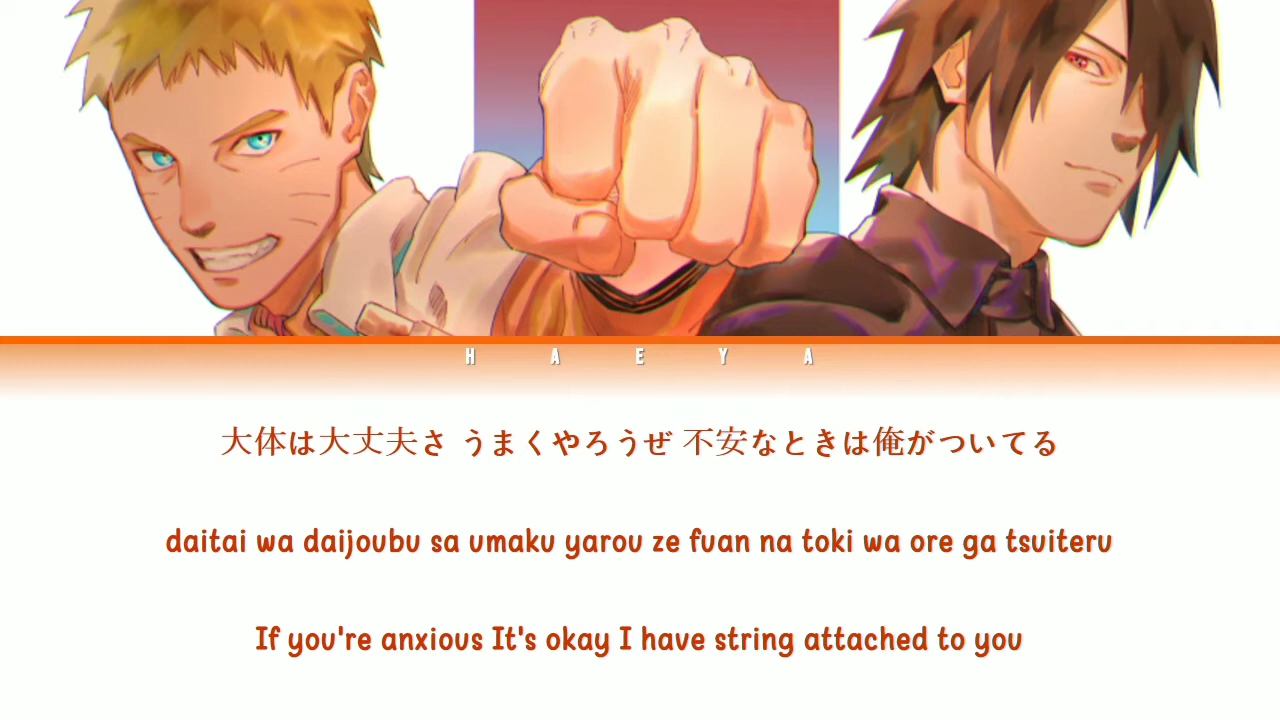 H A E Y A
大体は大丈夫さ うまくやろうぜ 不安なときは俺がついてる
daitai wa daijoubu sa umaku yarou ze fuan na toki wa ore ga tsuiteru
If you're anxious It's okay I have string attached to you